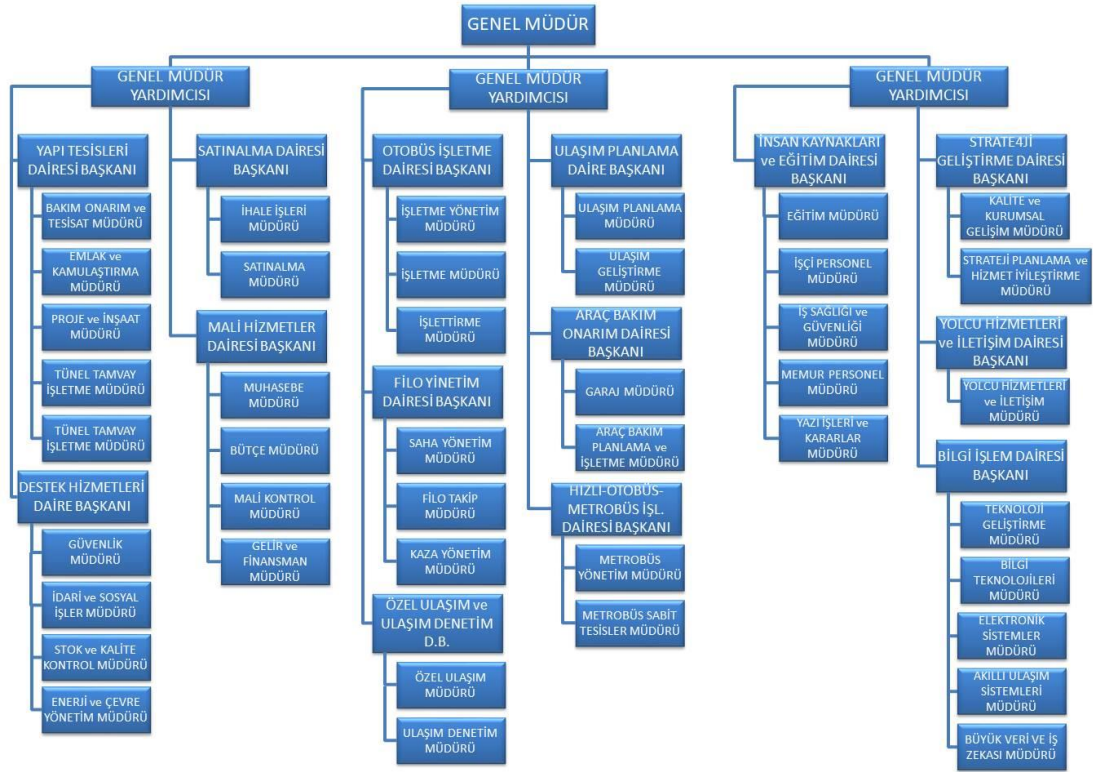 GENEL MÜDÜR
GENEL MÜDÜR
YARDIMCISI
YAPI TESİSLERİ
DAİRESİ BAŞKANI
BAKIM ONARIM ve
TESİSAT MÜDÜRÜ
EMLAK ve
KAMULAŞTIRMA
MÜDÜRÜ
PROJE ve İNŞAAT
MÜDÜRÜ
TÜNEL TAMVAY
İŞLETME MÜDÜRÜ
TÜNEL TAMVAY
İŞLETME MÜDÜRÜ
DESTEK HİZMETLERİ
DAİRE BAŞKANI
GÜVENLİK
MÜDÜRÜ
İDARİ ve SOSYAL
İŞLER MÜDÜRÜ
STOK ve KALİTE
KONTROL MÜDÜRÜ
ENERJİ ve ÇEVRE
YÖNETİM MÜDÜRÜ
SATINALMA DAİRESİ
BAŞKANI
İHALE İŞLERİ
MÜDÜRÜ
SATINALMA
MÜDÜRÜ
MALİ HİZMETLER
DAİRESİ BAŞKANI
MUHASEBE
MÜDÜRÜ
BÜTÇE MÜDÜRÜ
MALİ KONTROL
MÜDÜRÜ
GELİR ve
FİNANSMAN
MÜDÜRÜ
GENEL MÜDÜR
YARDIMCISI
OTOBÜS İŞLETME
DAİRESİ BAŞKANI
İŞLETME YÖNETİM
MÜDÜRÜ
İŞLETME MÜDÜRÜ
İŞLETTİRME
MÜDÜRÜ
FİLO YİNETİM
DAİRESİ BAŞKANI
SAHA YÖNETİM
MÜDÜRÜ
FİLO TAKİP
MÜDÜRÜ
KAZA YÖNETİM
MÜDÜRÜ
ÖZEL ULAŞIM ve
ULAŞIM DENETİM
D.B.
ÖZEL ULAŞIM
MÜDÜRÜ
ULAŞIM DENETİM
MÜDÜRÜ
ULAŞIM PLANLAMA
DAİRE BAŞKANI
ULAŞIM PLANLAMA
MÜDÜRÜ
ULAŞIM
GELİŞTİRME
MÜDÜRÜ
ARAÇ BAKIM
ONARIM DAİRESİ
BAŞKANI
GARAJ MÜDÜRÜ
ARAÇ BAKIM
PLANLAMA ve
İŞLETME MÜDÜRÜ
HIZLI-OTOBÜS-
METROBÜS İŞL.
DAİRESİ BAŞKANI
METROBÜS
YÖNETİM MÜDÜRÜ
METROBÜS SABİT
TESİSLER MÜDÜRÜ
GENEL MÜDÜR
YARDIMCISI
İNSAN KAYNAKLARI
ve EĞİTİM DAİRESİ
BAŞKANI
EĞİTİM MÜDÜRÜ
İŞÇİ PERSONEL
MÜDÜRÜ
İŞ SAĞLIĞI ve
GÜVENLİĞİ
MÜDÜRÜ
MEMUR PERSONEL
MÜDÜRÜ
YAZI İŞLERİ ve
KARARLAR
MÜDÜRÜ
STRATE4Jİ
GELİŞTİRME DAİRESİ
BAŞKANI
KALİTE ve
KURUMSAL
GELİŞİM MÜDÜRÜ
STRATEJİ PLANLAMA ve
HİZMET İYİLEŞTİRME
MÜDÜRÜ
YOLCU HİZMETLERİ
ve İLETİŞİM DAİRESİ
BAŞKANI
YOLCU HİZMETLERİ
ve İLETİŞİM
MÜDÜRÜ
BİLGİ İŞLEM DAİRESİ
BAŞKANI
TEKNOLOJİ
GELİŞTİRME
MÜDÜRÜ
BİLGİ
TEKNOLOJİLERİ
MÜDÜRÜ
ELEKTRONİK
SİSTEMLER
MÜDÜRÜ
AKILLI ULAŞIM
SİSTEMLERİ
MÜDÜRÜ
BÜYÜK VERİ VE İŞ
ZEKASI MÜDÜRÜ